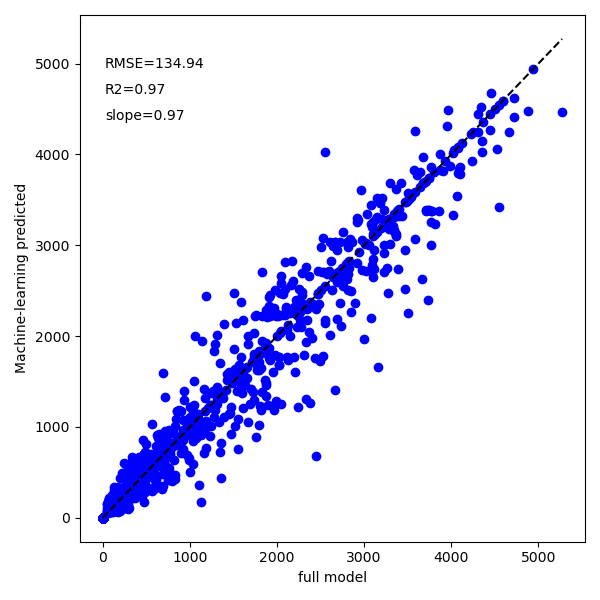 RMSE=134.94
R2=0.97
slope=0.97
5000
4000
3000
2000
1000
0
Machine-learning predicted
0 1000 2000 3000 4000 5000
full model